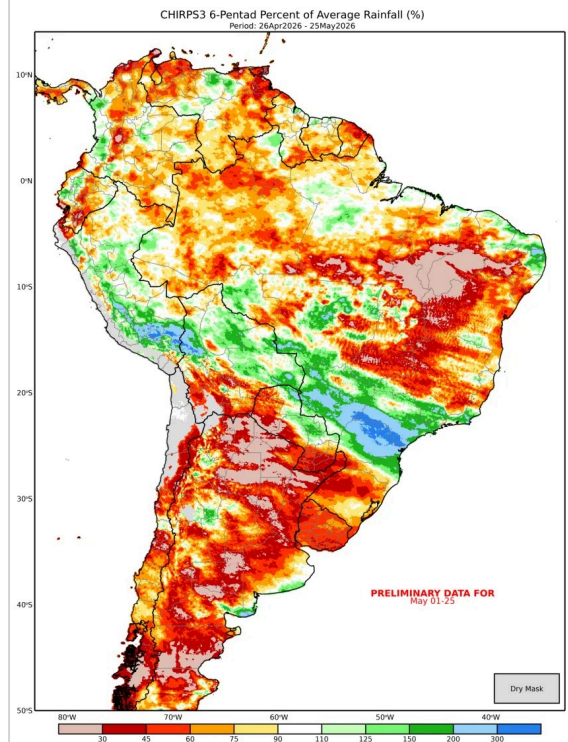 CHIRPS3 6-Pentad Percent of Average Rainfall (%)
Period: 26Apr2026 - 25May2026
10°N
0°N
10°S
20°S
30°S
40°S
50°S
PRELIMINARY DATA FOR
May 01-25
Dry Mask
80°W 70°W 60°W 50°W 40°W
30 45 60 75 90 110 125 150 200 300